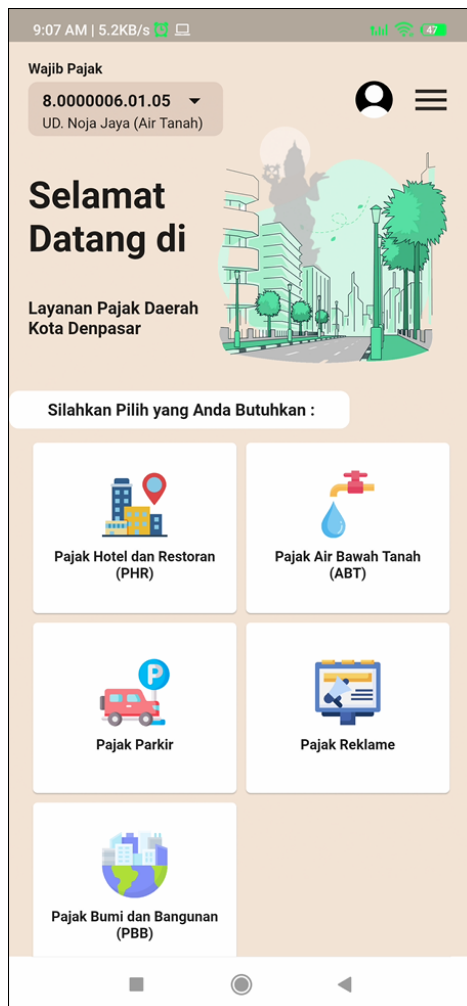 9:07 AM | 5.2KB/s
47
Wajib Pajak
8.0000006.01.05
UD. Noja Jaya (Air Tanah)
Selamat
Datang di
Layanan Pajak Daerah
Kota Denpasar
Silahkan Pilih yang Anda Butuhkan :
Pajak Hotel dan Restoran
(PHR)
Pajak Air Bawah Tanah
(ABT)
P
Pajak Parkir
Pajak Reklame
Pajak Bumi dan Bangunan
(PBB)